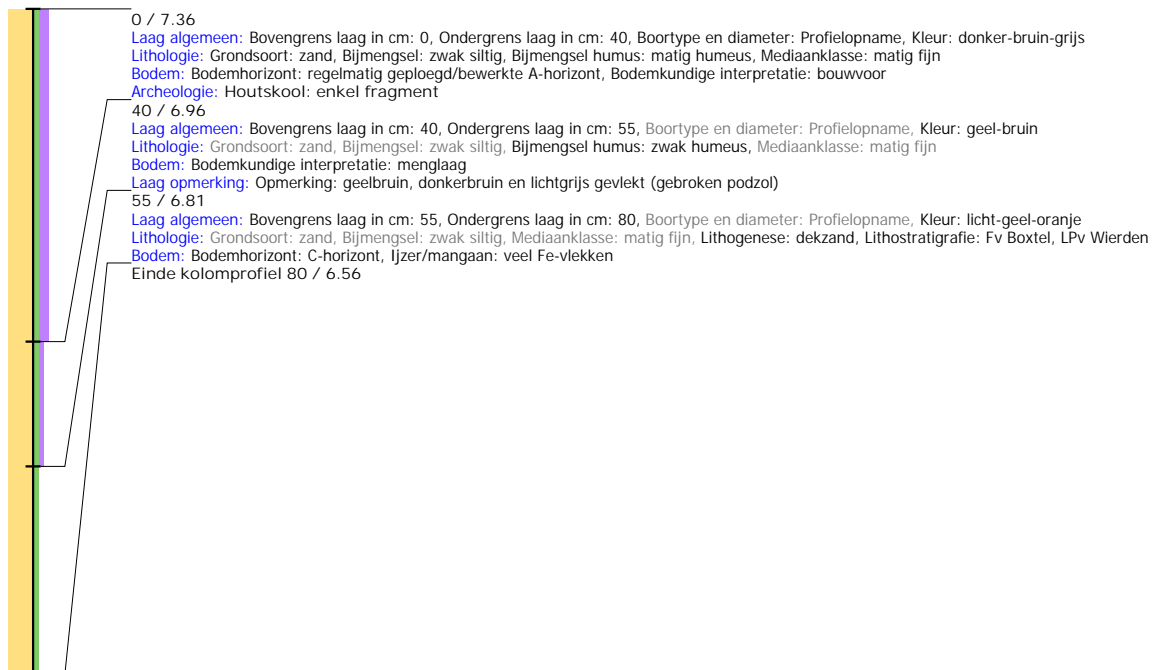 0 / 7.36
Laag algemeen: Bovengrens laag in cm: 0, Ondergrens laag in cm: 40, Boortype en diameter: Profielopname, Kleur: donker-bruin-grijs
Lithologie: Grondsoort: zand, Bijmengsel: zwak siltig, Bijmengsel humus: matig humeus, Mediaanklasse: matig fijn
Bodem: Bodemhorizont: regelmatig geploegd/bewerkte A-horizont, Bodemkundige interpretatie: bouwvoor
Archeologie: Houtskool: enkel fragment
40 / 6.96
Laag algemeen: Bovengrens laag in cm: 40, Ondergrens laag in cm: 55, Boortype en diameter: Profielopname, Kleur: geel-bruin
Lithologie: Grondsoort: zand, Bijmengsel: zwak siltig, Bijmengsel humus: zwak humeus, Mediaanklasse: matig fijn
Bodem: Bodemkundige interpretatie: menglaag
Laag opmerking: Opmerking: geelbruin, donkerbruin en lichtgrijs gevlekt (gebroken podzol)
55 / 6.81
Laag algemeen: Bovengrens laag in cm: 55, Ondergrens laag in cm: 80, Boortype en diameter: Profielopname, Kleur: licht-geel-oranje
Lithologie: Grondsoort: zand, Bijmengsel: zwak siltig, Mediaanklasse: matig fijn, Lithogenese: dekzand, Lithostratigrafie: Fv Boxtel, LPv Wierden
Bodem: Bodemhorizont: C-horizont, Ijzer/mangaan: veel Fe-vlekken
Einde kolomprofiel 80 / 6.56